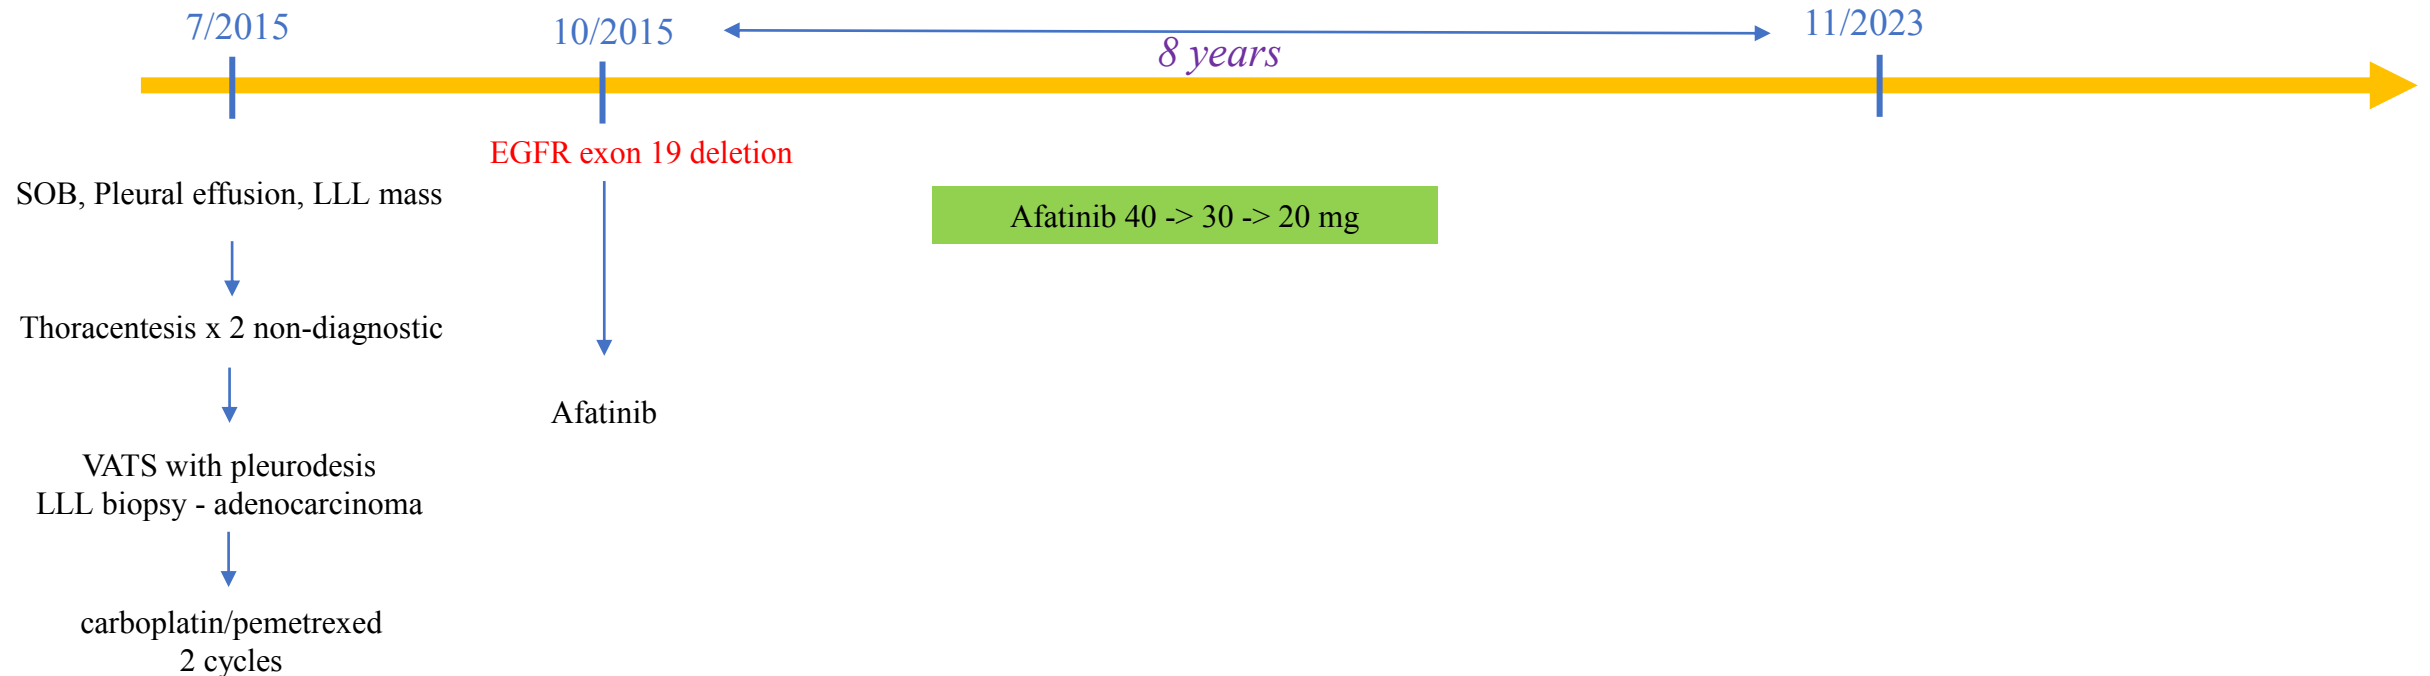 7/2015
10/2015
8 years
11/2023
EGFR exon 19 deletion
SOB, Pleural effusion, LLL mass
Afatinib 40 -> 30 -> 20 mg
Thoracentesis x 2 non-diagnostic
Afatinib
VATS with pleurodesis
LLL biopsy - adenocarcinoma
carboplatin/pemetrexed
2 cycles